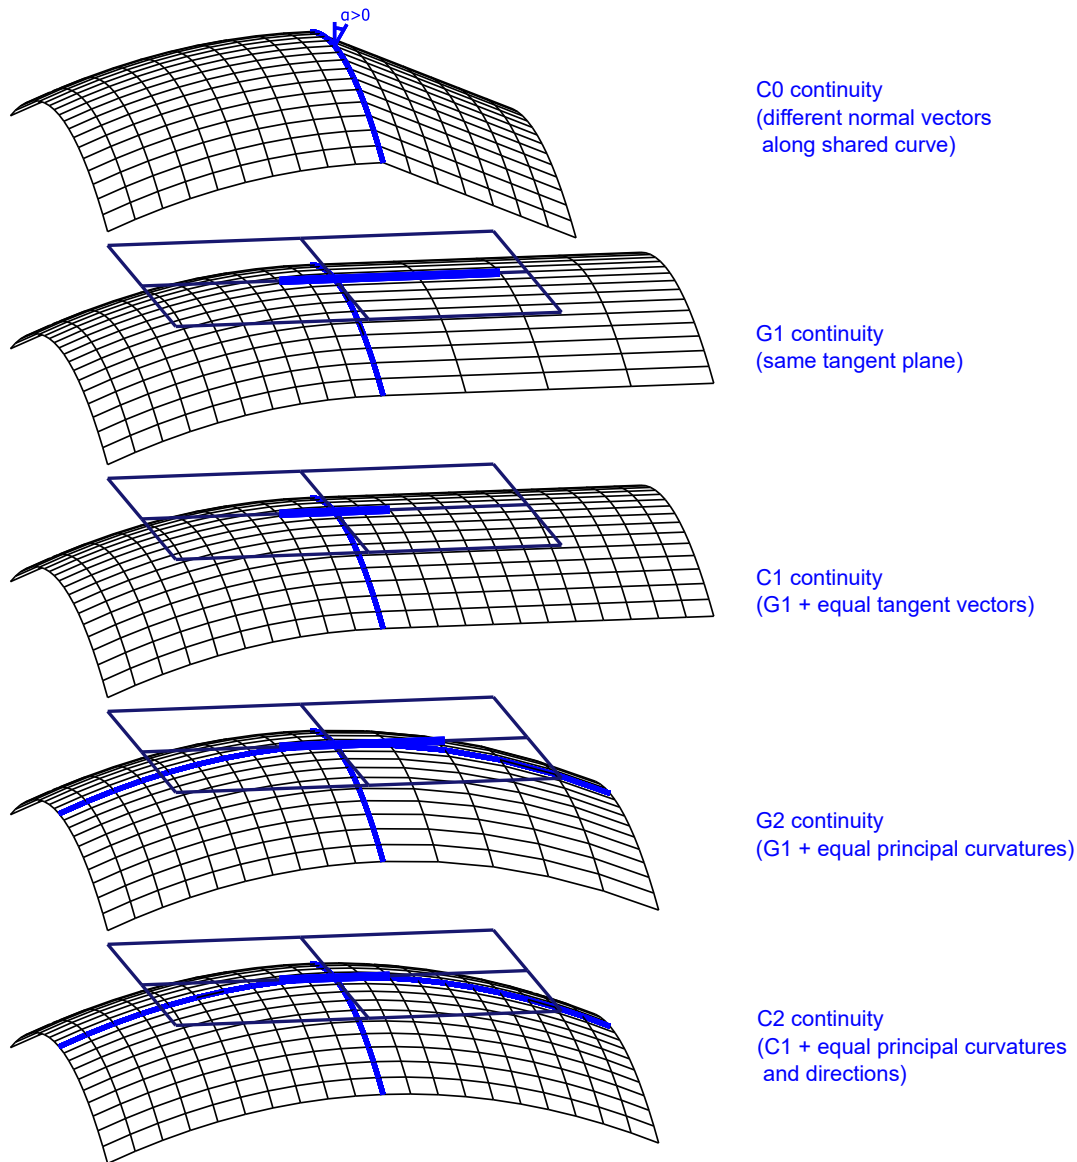 α>0
C0 continuity
(different normal vectors
along shared curve)
G1 continuity
(same tangent plane)
C1 continuity
(G1 + equal tangent vectors)
G2 continuity
(G1 + equal principal curvatures)
C2 continuity
(C1 + equal principal curvatures
and directions)